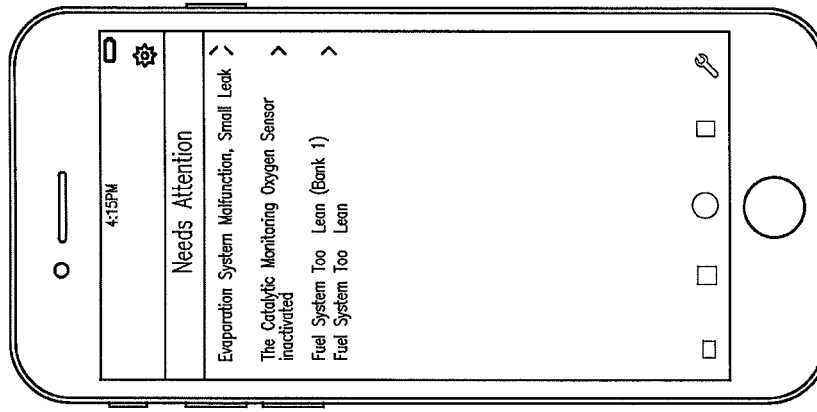 4:15PM
Needs Attention
Evaporation System Malfunction, Small Leak
The Catalytic Monitoring Oxygen Sensor
inactivated
Fuel System Too Lean (Bank 1)
Fuel System Too Lean